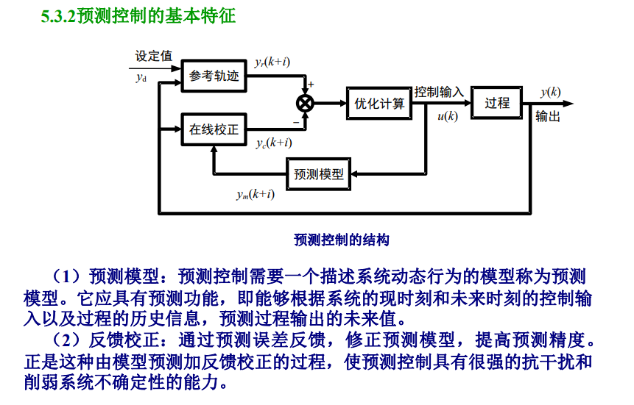 5.3.2预测控制的基本特征
设定值
yd
参考轨迹
yr(k+i)
+
优化计算
控制输入
u(k)
过程
y(k)
输出
在线校正
−
yc(k+i)
预测模型
ym(k+i)
预测控制的结构
（1）预测模型：预测控制需要一个描述系统动态行为的模型称为预测
模型。它应具有预测功能，即能够根据系统的现时刻和未来时刻的控制输
入以及过程的历史信息，预测过程输出的未来值。
（2）反馈校正：通过预测误差反馈，修正预测模型，提高预测精度。
正是这种由模型预测加反馈校正的过程，使预测控制具有很强的抗干扰和
削弱系统不确定性的能力。